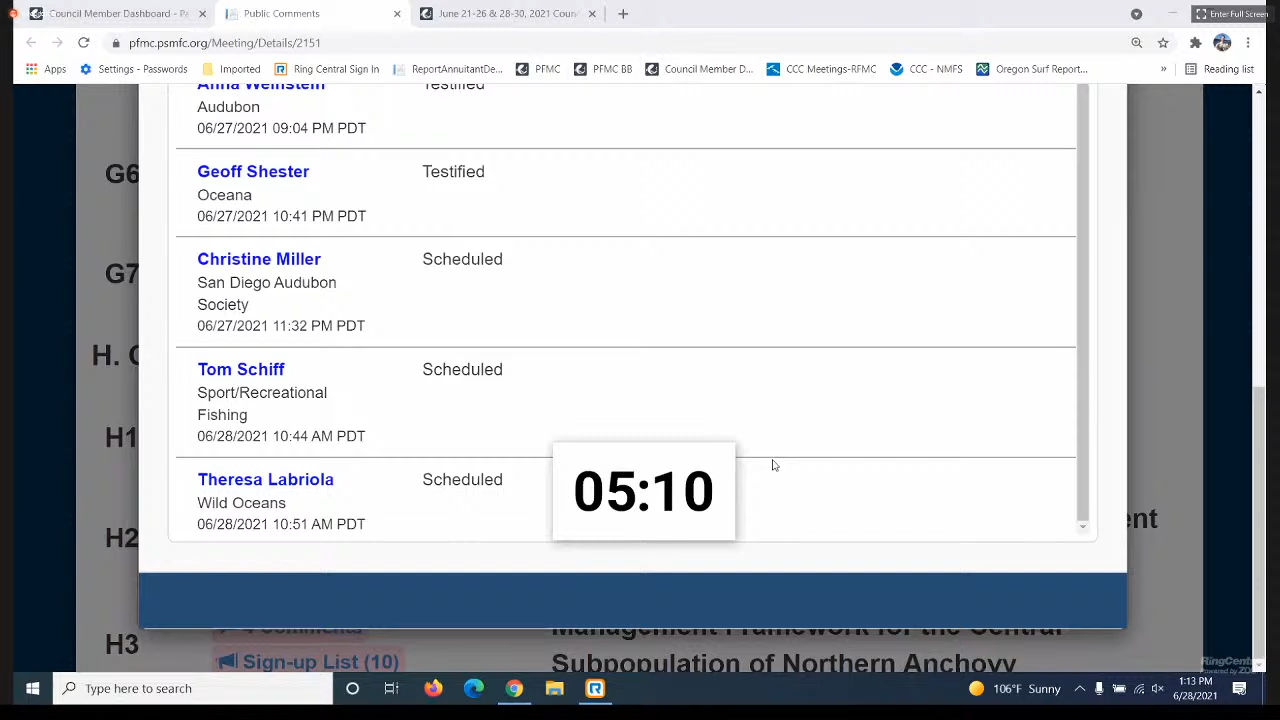 Council Member Dashboard - Pa
Public Comments
June 21-26 & 28-30, 2021 Coun
Enter Full Screen
pfmc.psmfc.org/Meeting/Details/2151
Apps
Settings - Passwords
Imported
Ring Central Sign In
ReportAnnuitantDe...
PFMC
PFMC BB
Council Member D...
CCC Meetings-RFMC
CCC - NMFS
Oregon Surf Report...
»
Reading list
Anna Weinstein
Testified
Audubon
06/27/2021 09:04 PM PDT
G6
Geoff Shester
Testified
Oceana
06/27/2021 10:41 PM PDT
G7
Christine Miller
Scheduled
San Diego Audubon
Society
06/27/2021 11:32 PM PDT
H. C
Tom Schiff
Scheduled
Sport/Recreational
Fishing
06/28/2021 10:44 AM PDT
H1
Theresa Labriola
Scheduled
05:10
Wild Oceans
06/28/2021 10:51 AM PDT
ent
H2
4 Comments
Management Framework for the Central
H3
Sign-up List (10)
Subpopulation of Northern Anchovy
Type here to search
106°F Sunny
1:13 PM
6/28/2021